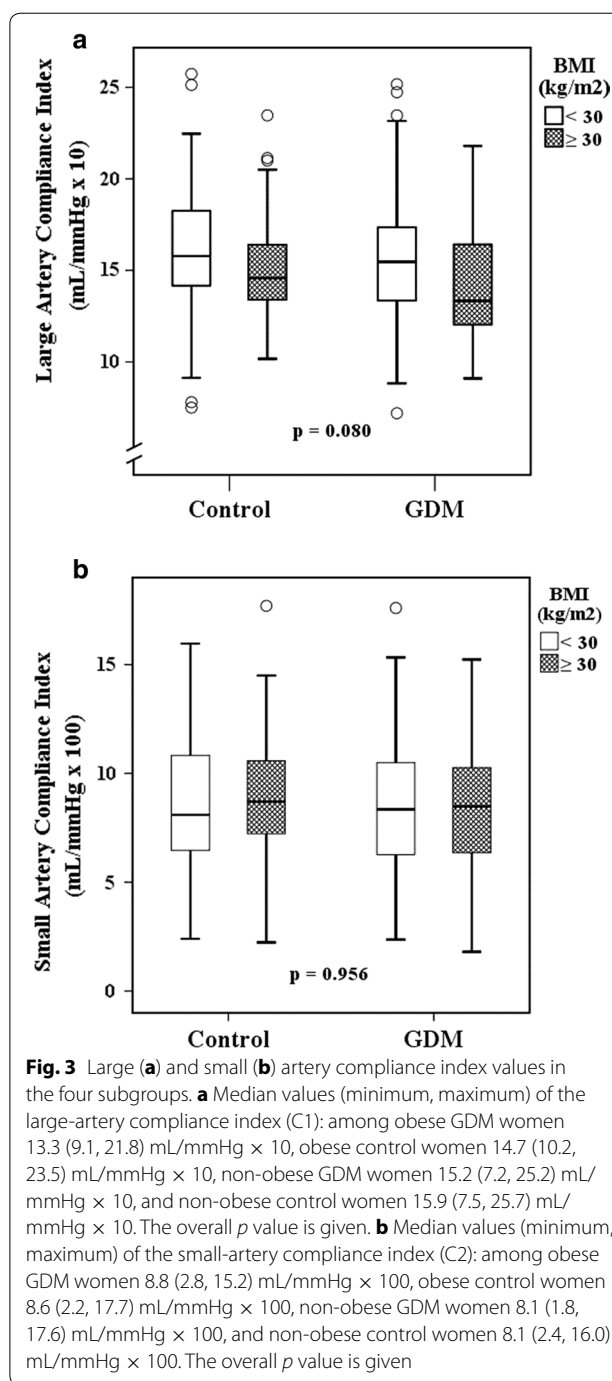 a
25
20
15
10
Large Artery Compliance Index
(mL/mmHg x 10)
BMI
(kg/m2)
< 30
≥ 30
p = 0.080
Control GDM
b
15
10
5
0
Small Artery Compliance Index
(mL/mmHg x 100)
BMI
(kg/m2)
< 30
≥ 30
p = 0.956
Control GDM
Fig. 3 Large (a) and small (b) artery compliance index values in
the four subgroups. a Median values (minimum, maximum) of the
large-artery compliance index (C1): among obese GDM women
13.3 (9.1, 21.8) mL/mmHg × 10, obese control women 14.7 (10.2,
23.5) mL/mmHg × 10, non-obese GDM women 15.2 (7.2, 25.2) mL/
mmHg × 10, and non-obese control women 15.9 (7.5, 25.7) mL/
mmHg × 10. The overall p value is given. b Median values (minimum,
maximum) of the small-artery compliance index (C2): among obese
GDM women 8.8 (2.8, 15.2) mL/mmHg × 100, obese control women
8.6 (2.2, 17.7) mL/mmHg × 100, non-obese GDM women 8.1 (1.8,
17.6) mL/mmHg × 100, and non-obese control women 8.1 (2.4, 16.0)
mL/mmHg × 100. The overall p value is given